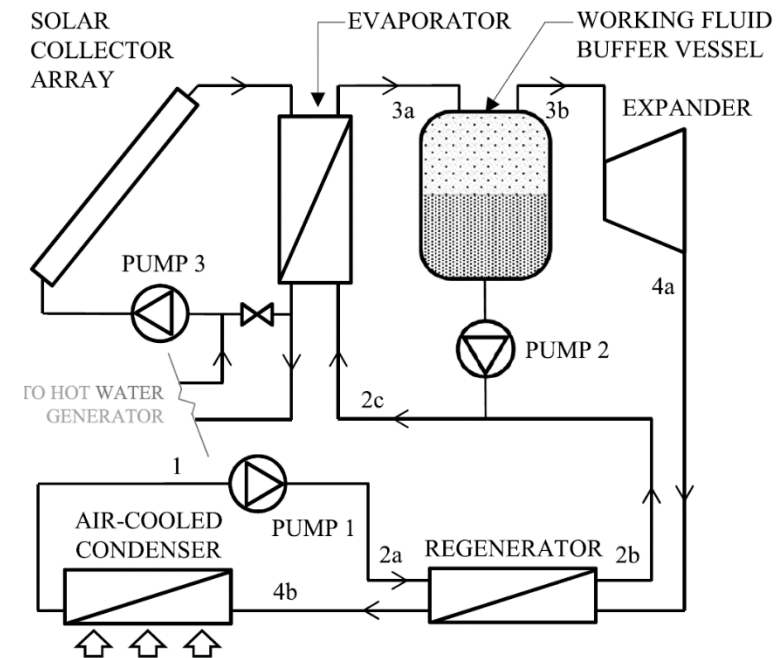 SOLAR
COLLECTOR
ARRAY
EVAPORATOR
WORKING FLUID
BUFFER VESSEL
3a
3b
EXPANDER
PUMP 3
4a
PUMP 2
TO HOT WATER
GENERATOR
2c
1
PUMP 1
AIR-COOLED
CONDENSER
2a
REGENERATOR
2b
4b